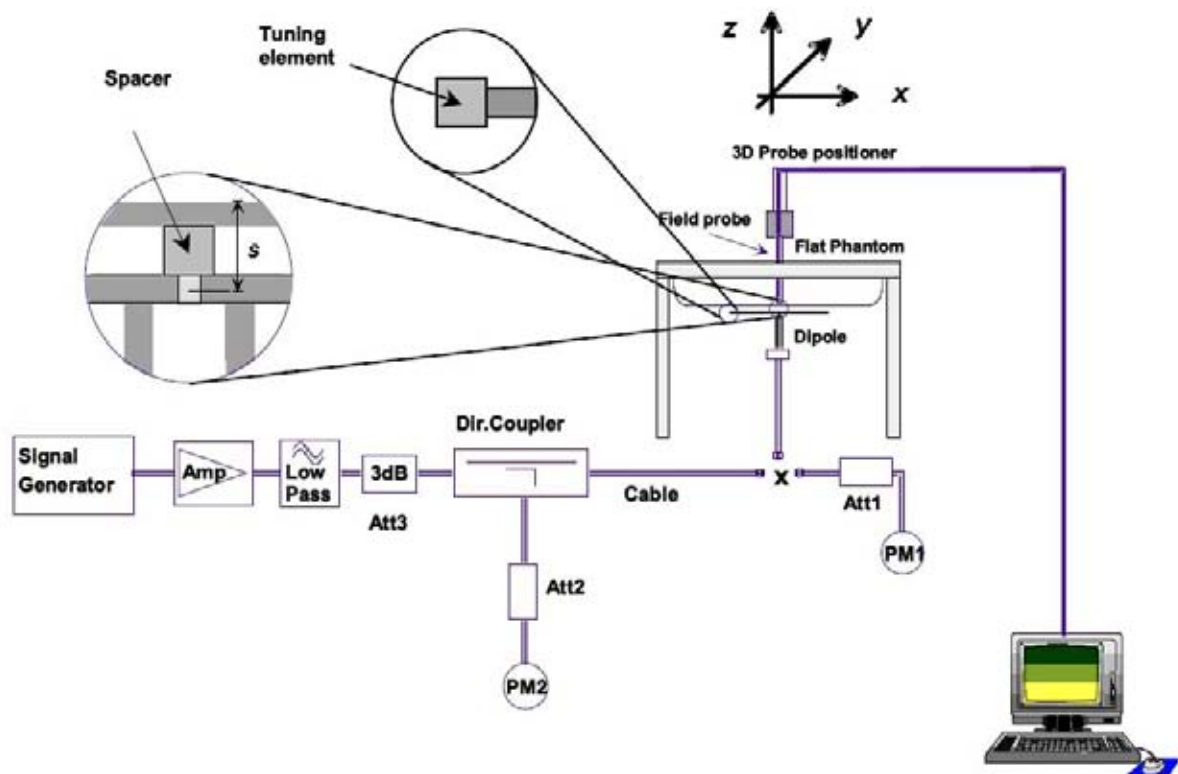 Tuning
element
Spacer
z
y
x
3D Probe positioner
Field probe
Flat Phantom
s
Dipole
Dir.Coupler
Signal
Generator
Amp
Low
Pass
3dB
Att3
Cable
x
Att1
PM1
Att2
PM2